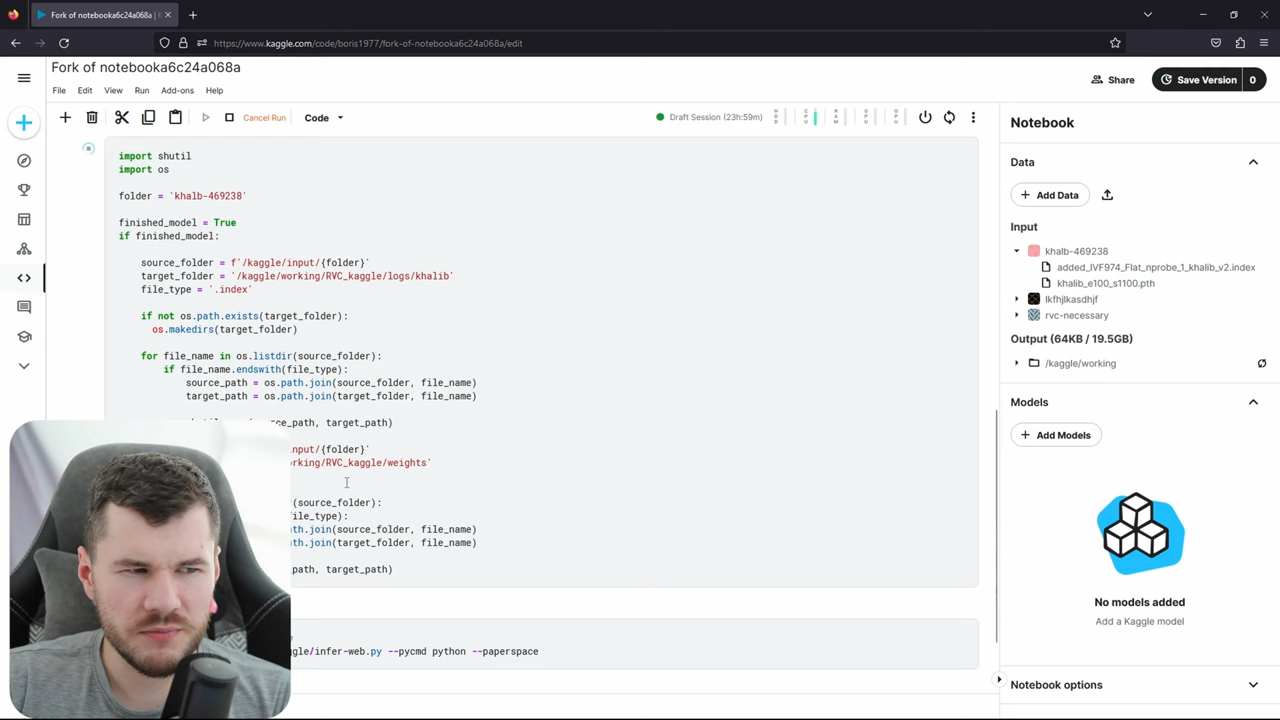 Fork of notebooka6c24a068a |
https://www.kaggle.com/code/boris1977/fork-of-notebooka6c24a068a/edit
Fork of notebooka6c24a068a
File Edit View Run Add-ons Help
Share
Save Version 0
Cancel Run
Code
Draft Session (23h:59m)
import shutil
import os
folder = 'khalb-469238'
finished_model = True
if finished_model:
source_folder = f'/kaggle/input/{folder}'
target_folder = '/kaggle/working/RVC_kaggle/logs/khalib'
file_type = '.index'
if not os.path.exists(target_folder):
os.makedirs(target_folder)
for file_name in os.listdir(source_folder):
if file_name.endswith(file_type):
source_path = os.path.join(source_folder, file_name)
target_path = os.path.join(target_folder, file_name)
ce_path, target_path)
input/{folder}'
orking/RVC_kaggle/weights'
(source_folder):
ile_type):
th.join(source_folder, file_name)
th.join(target_folder, file_name)
path, target_path)
ggle/infer-web.py --pycmd python --paperspace
Notebook
Data
Add Data
Input
khalb-469238
added_IVF974_Flat_nprobe_1_khalib_v2.index
khalib_e100_s1100.pth
lkfhjlkasdhjf
rvc-necessary
Output (64KB / 19.5GB)
/kaggle/working
Models
Add Models
No models added
Add a Kaggle model
Notebook options